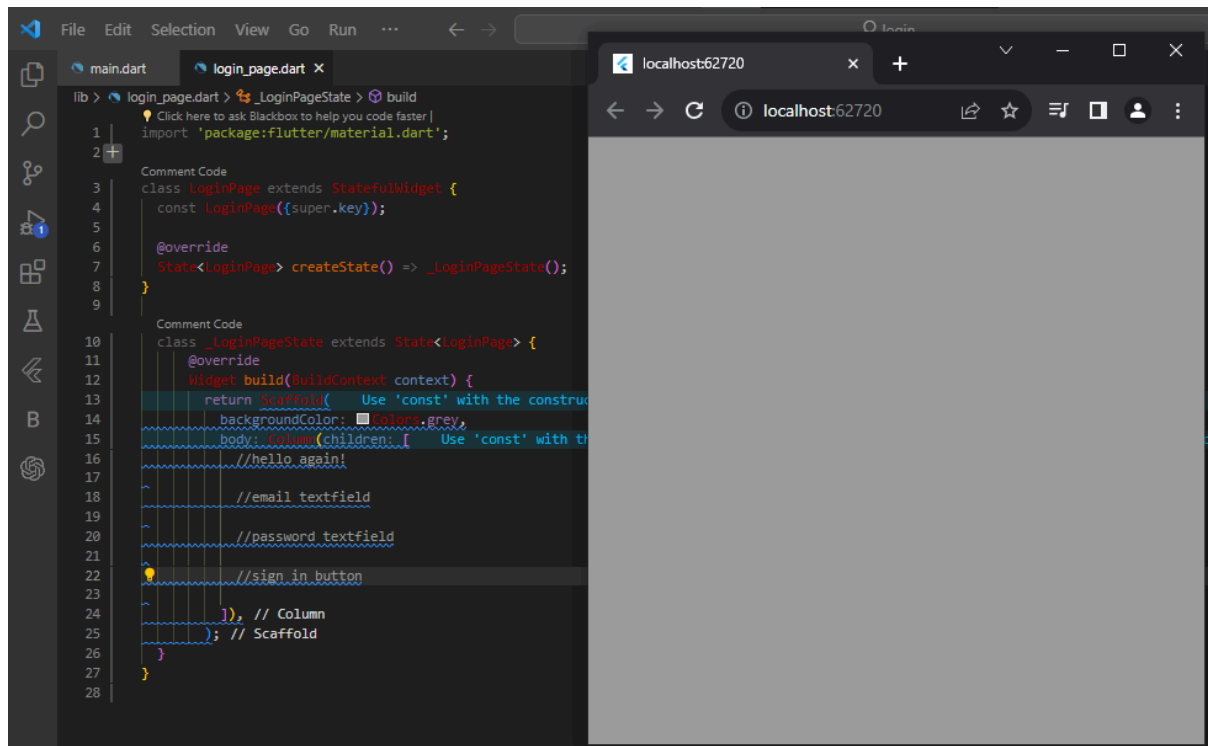 File Edit Selection View Go Run ··· login
main.dart login_page.dart
lib > login_page.dart > _LoginPageState > build
Click here to ask Blackbox to help you code faster |
1 import 'package:flutter/material.dart';
2
Comment Code
3 class LoginPage extends StatefulWidget {
4 const LoginPage({super.key});
5
6 @override
7 State<LoginPage> createState() => _LoginPageState();
8 }
9
Comment Code
10 class _LoginPageState extends State<LoginPage> {
11 @override
12 Widget build(BuildContext context) {
13 return Scaffold( Use 'const' with the construc
14 backgroundColor: Colors.grey,
15 body: Column(children: [ Use 'const' with th
16 //hello again!
17
18 //email textfield
19
20 //password textfield
21
22 //sign in button
23
24 ]), // Column
25 ); // Scaffold
26 }
27 }
28
1
B
localhost:62720
localhost:62720